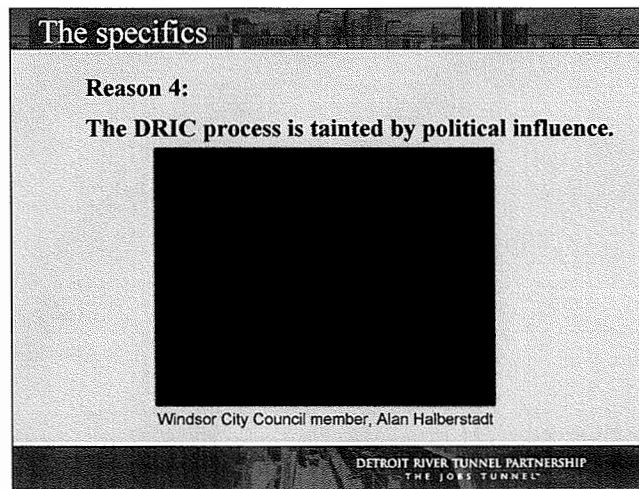 The specifics
Reason 4:
The DRIC process is tainted by political influence.
Windsor City Council member, Alan Halberstadt
DETROIT RIVER TUNNEL PARTNERSHIP
THE JOBS TUNNEL™